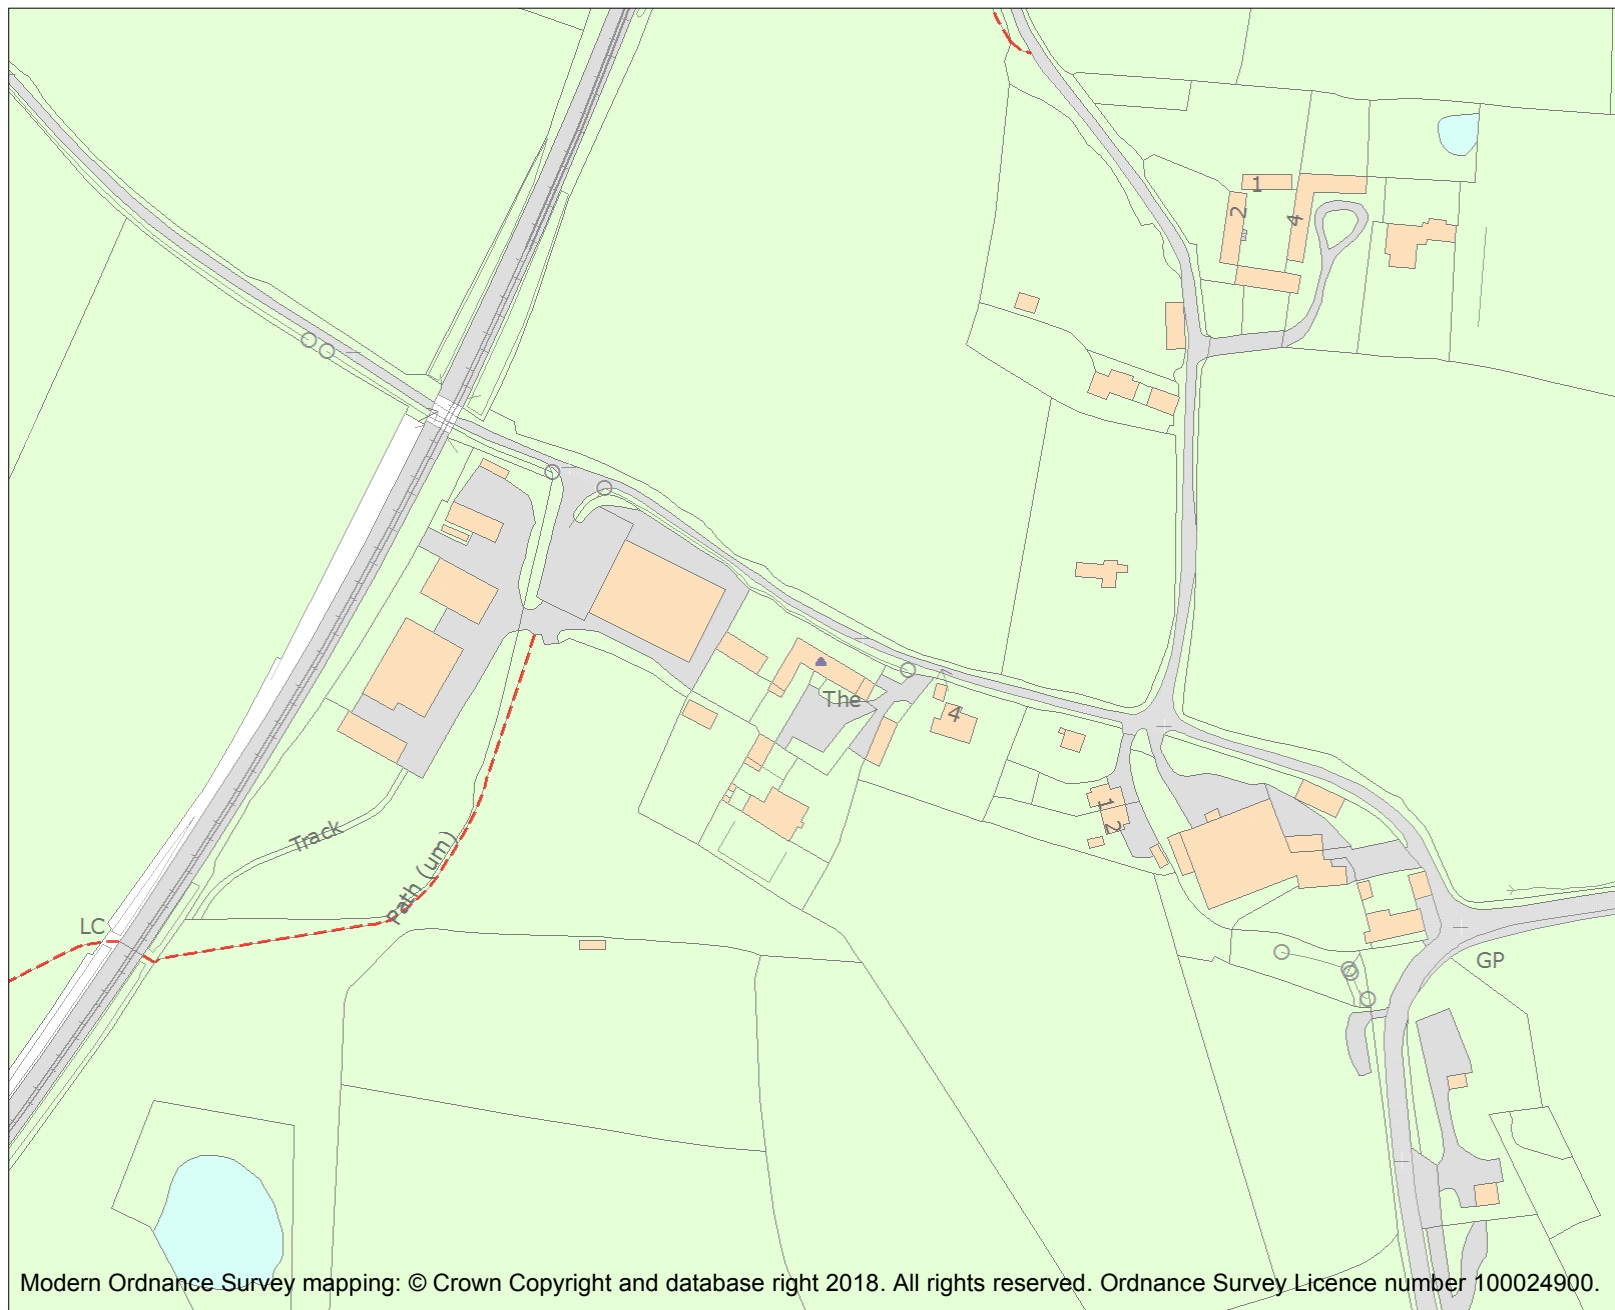 1
2
4
The
4
1
2
Track
Path (um)
LC
GP
Modern Ordnance Survey mapping: © Crown Copyright and database right 2018. All rights reserved. Ordnance Survey Licence number 100024900.